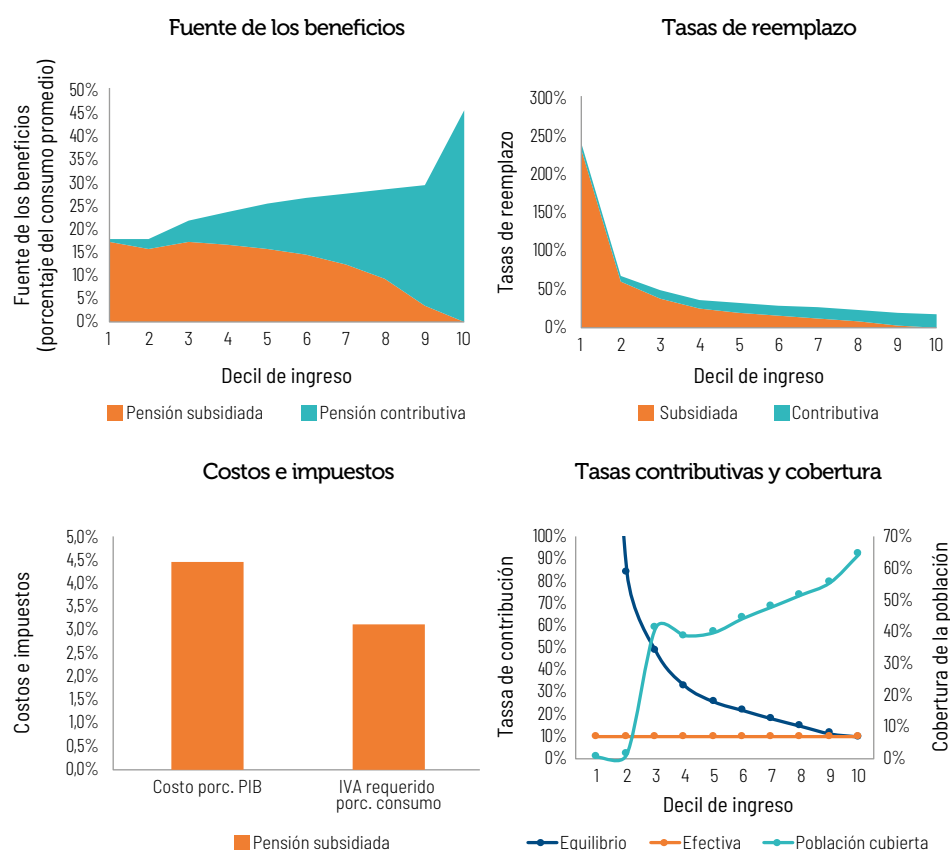 Fuente de los beneficios
Fuente de los beneficios
(porcentaje del consumo promedio)
50%
45%
40%
35%
30%
25%
20%
15%
10%
5%
0%
1 2 3 4 5 6 7 8 9 10
Decil de ingreso
Pensión subsidiada Pensión contributiva
Tasas de reemplazo
Tasas de reemplazo
300%
250%
200%
150%
100%
50%
0%
1 2 3 4 5 6 7 8 9 10
Decil de ingreso
Subsidiada Contributiva
Costos e impuestos
Costos e impuestos
5,0%
4,5%
4,0%
3,5%
3,0%
2,5%
2,0%
1,5%
1,0%
0,5%
0,0%
Costo porc. PIB
IVA requerido
porc. consumo
Pensión subsidiada
Tasas contributivas y cobertura
Tassa de contribución
100%
90%
80%
70%
60%
50%
40%
30%
20%
10%
0%
70%
60%
50%
40%
30%
20%
10%
0%
Cobertura de la población
1 2 3 4 5 6 7 8 9 10
Decil de ingreso
Equilibrio Efectiva Población cubierta